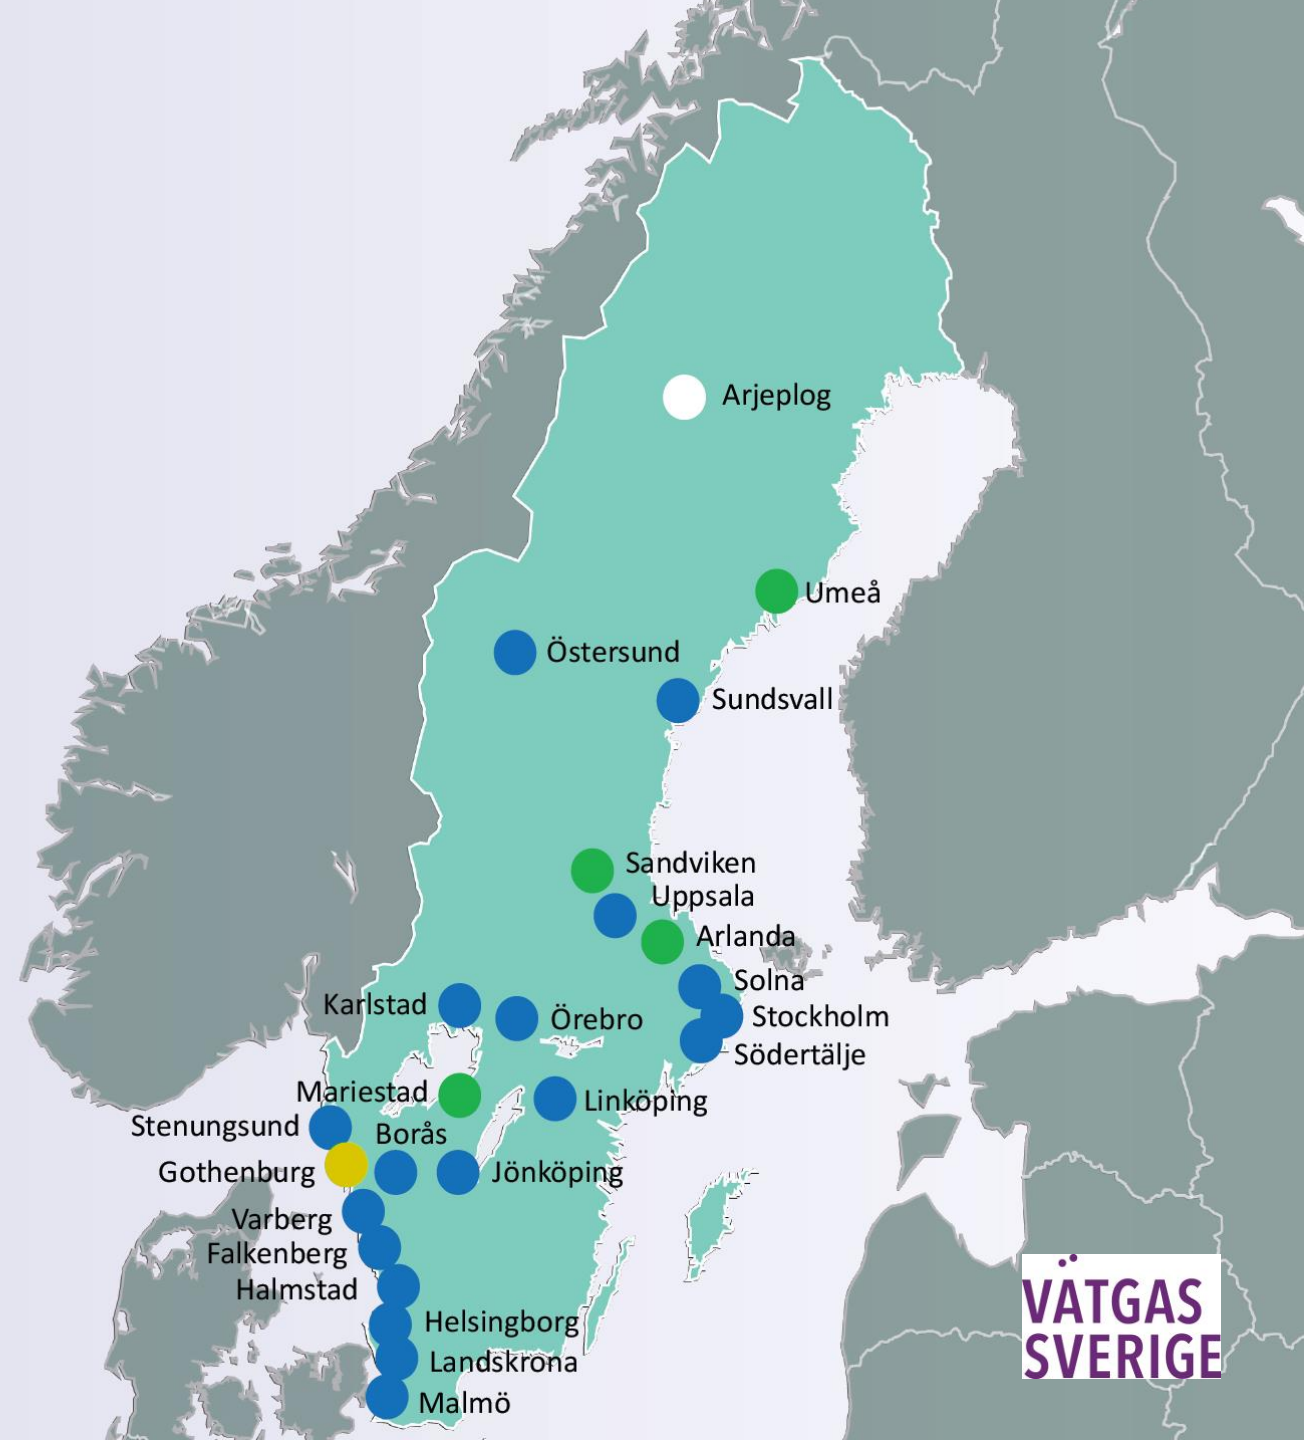 Arjeplog
Umeå
Östersund
Sundsvall
Sandviken
Uppsala
Arlanda
Solna
Karlstad
Örebro
Stockholm
Södertälje
Mariestad
Linköping
Stenungsund
Borås
Gothenburg
Jönköping
Varberg
Falkenberg
Halmstad
Helsingborg
Landskrona
Malmö
VÄTGAS
SVERIGE